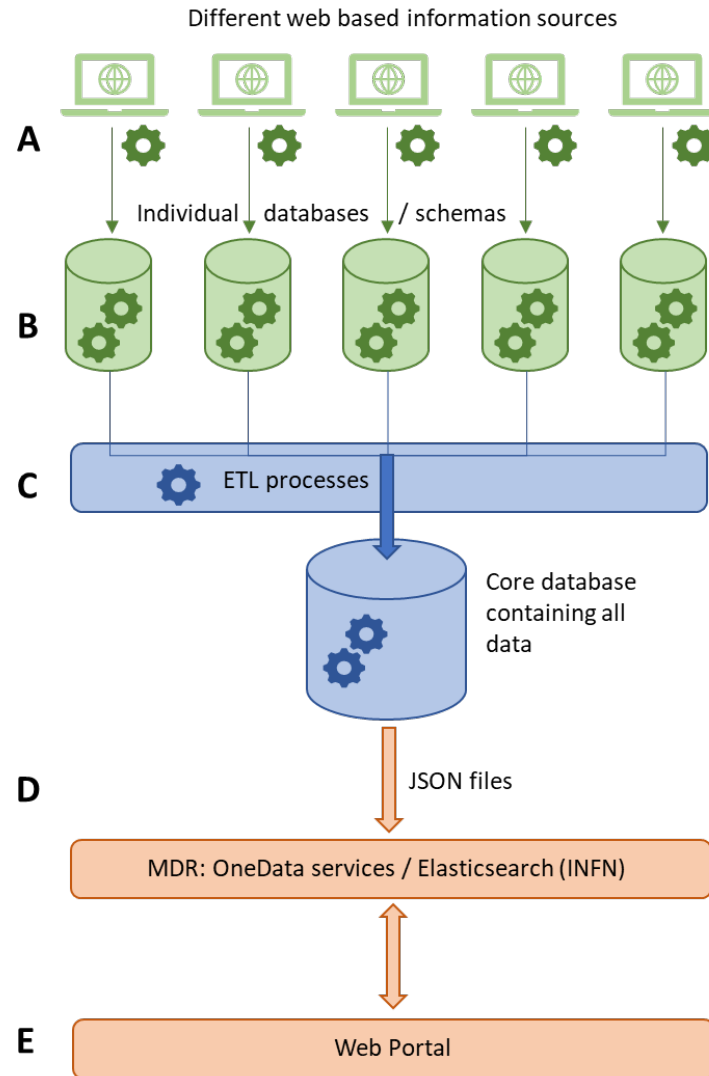 Different web based information sources
A
Individual databases / schemas
B
C
ETL processes
Core database
containing all
data
D
JSON files
MDR: OneData services / Elasticsearch (INFN)
E
Web Portal